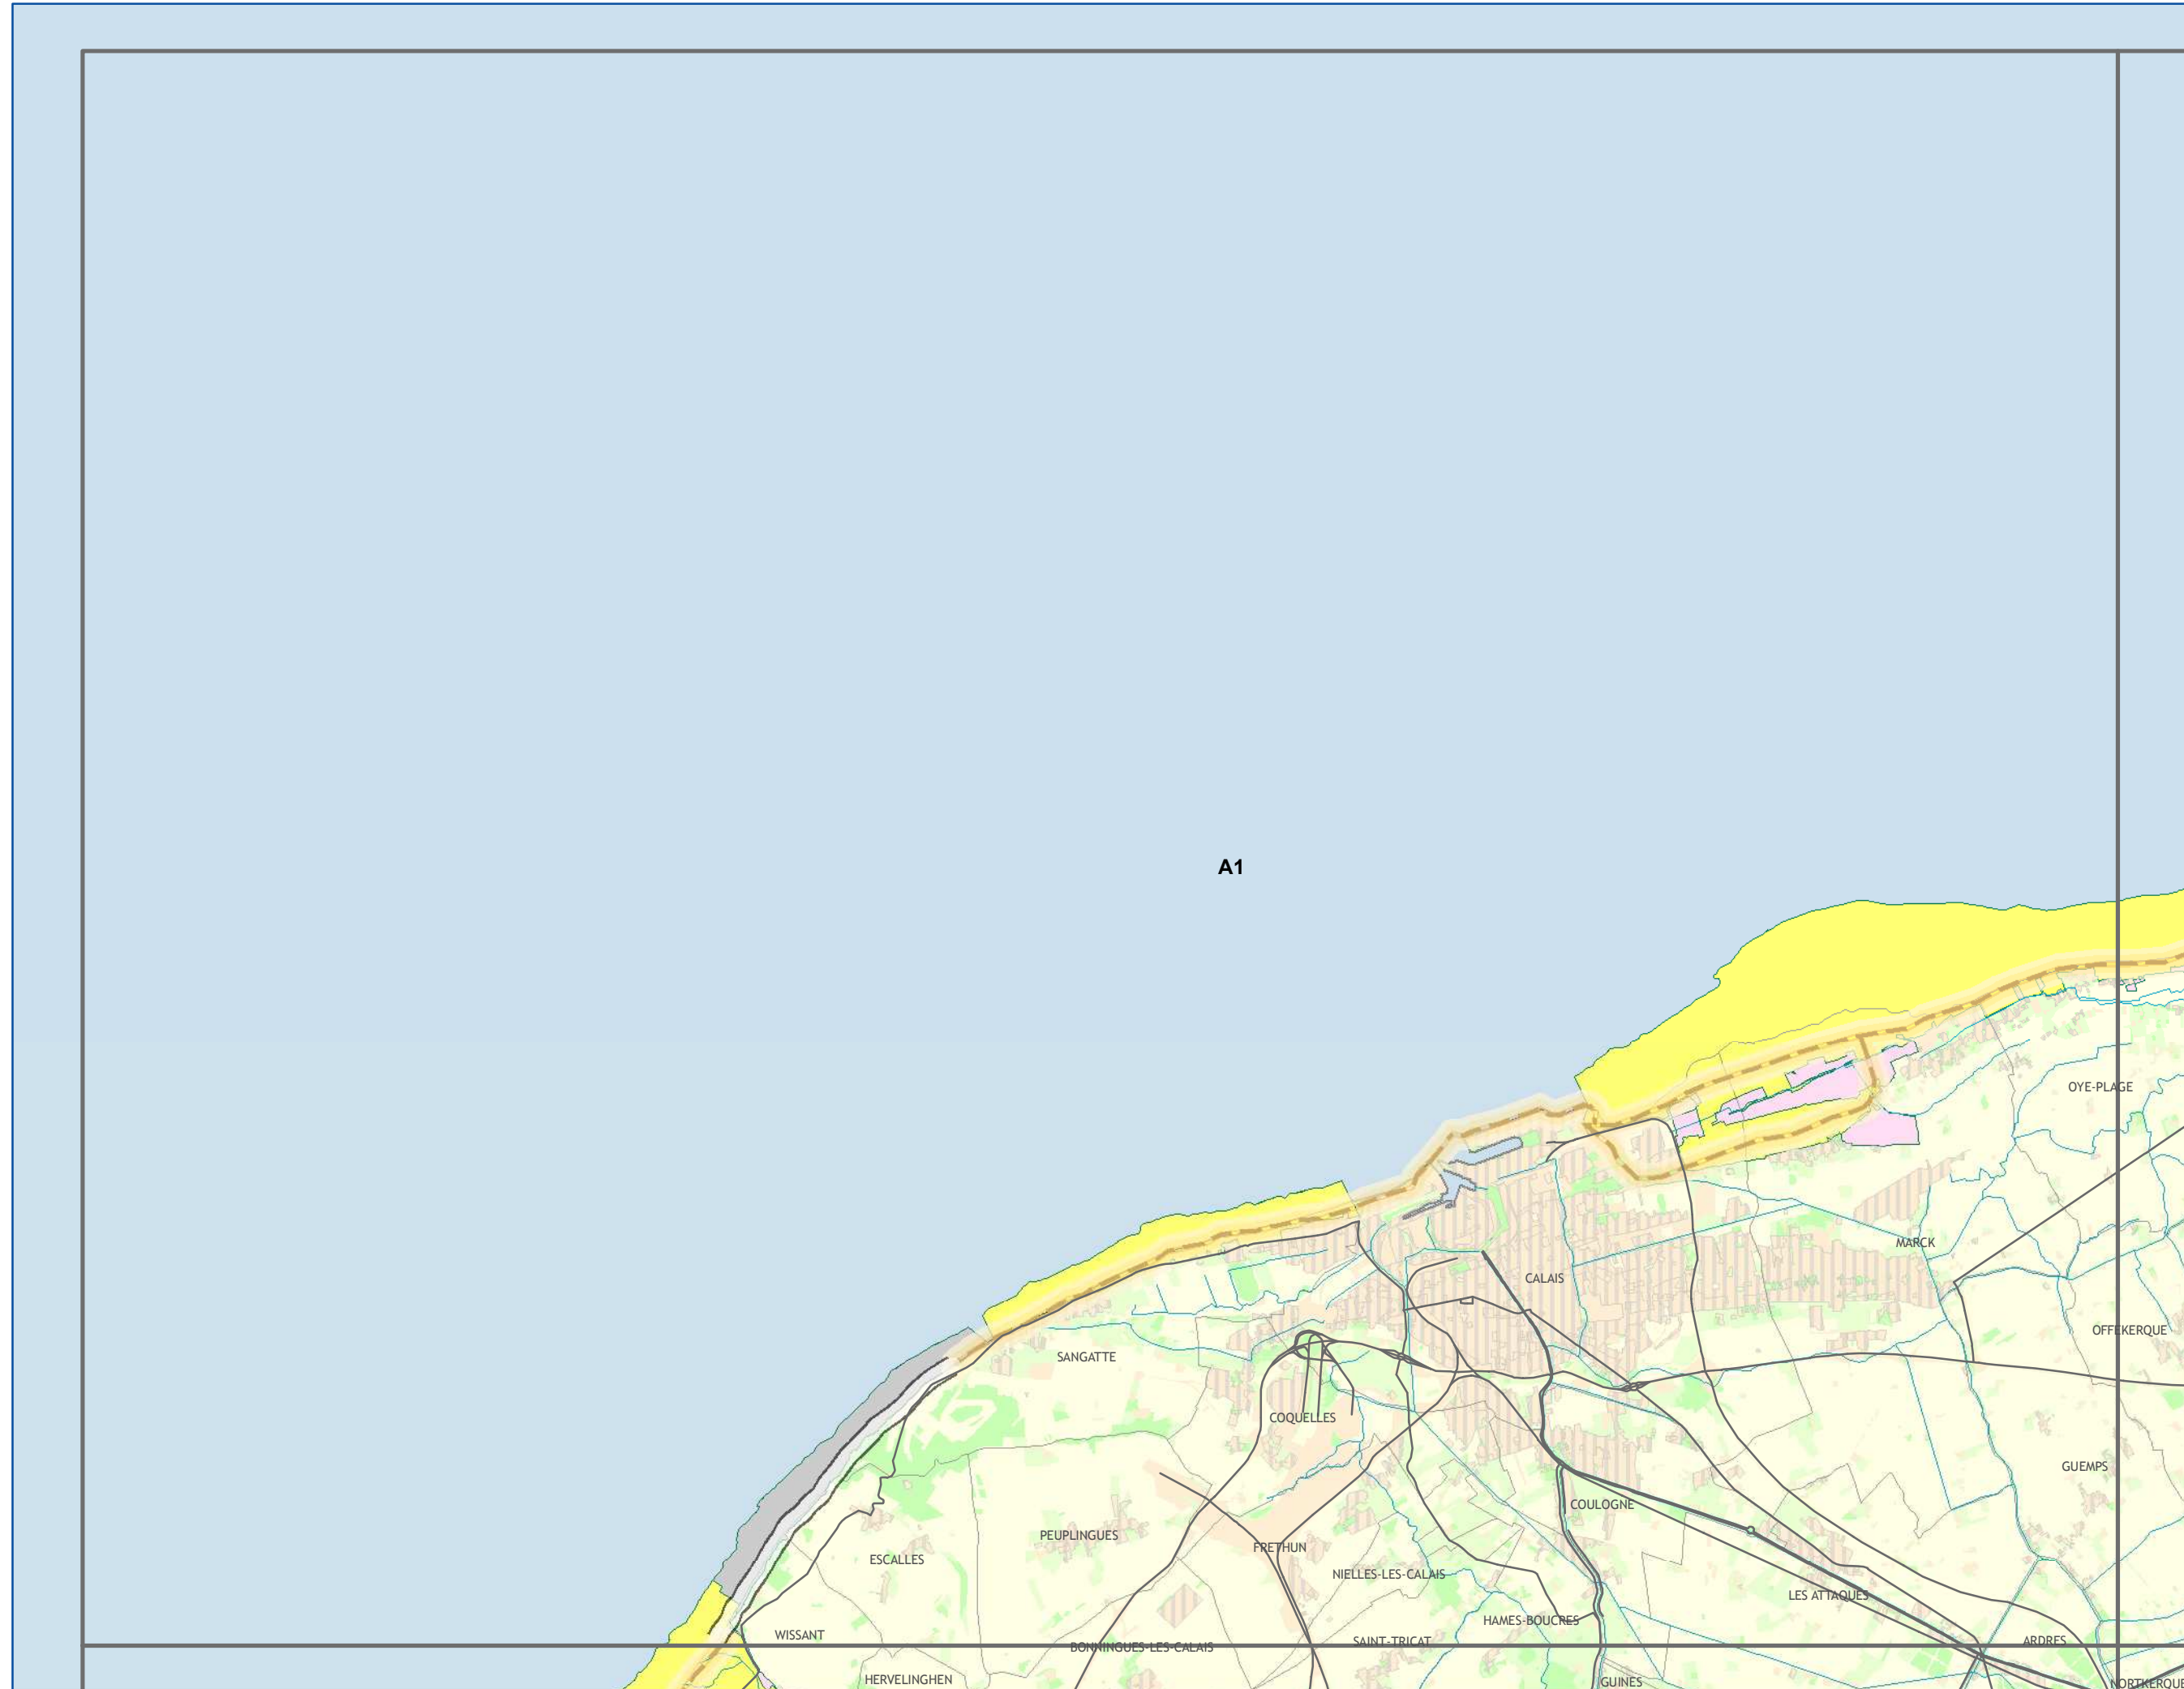 A1
OYE-PLAGE
MARCK
CALAIS
OFFEKERQUE
SANGATTE
COQUELLES
GUEMPS
COULOGNE
PEUPLINGUES
FRETHUN
ESCALLES
NIELLES-LES-CALAIS
LES ATTAQUES
HAMES-BOUCRES
WISSANT
SAINT-TRICAT
ARDRES
BONNINGUES-LES-CALAIS
HERVELINGHEN
GUINES
NORTKERQUE